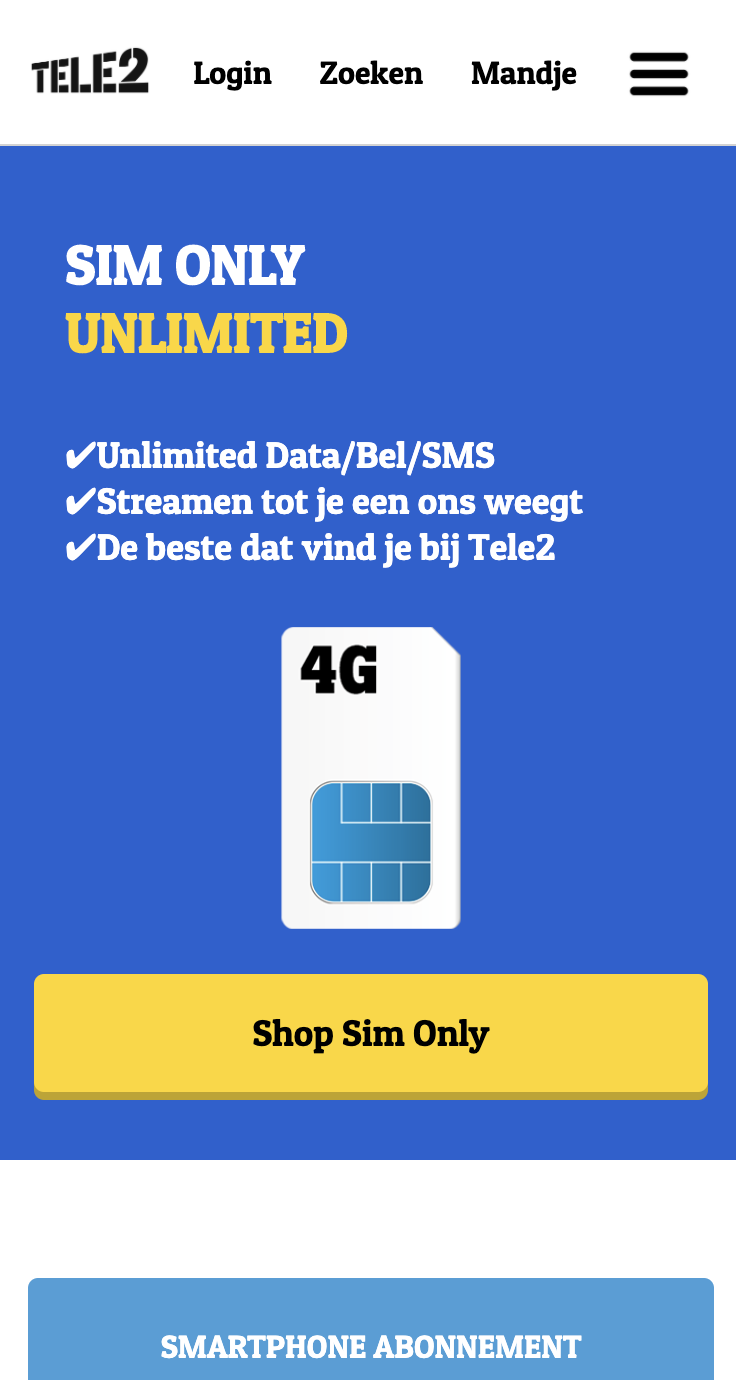 TELE2 Login Zoeken Mandje
SIM ONLY
UNLIMITED
✔Unlimited Data/Bel/SMS
✔Streamen tot je een ons weegt
✔De beste dat vind je bij Tele2
4G
Shop Sim Only
SMARTPHONE ABONNEMENT